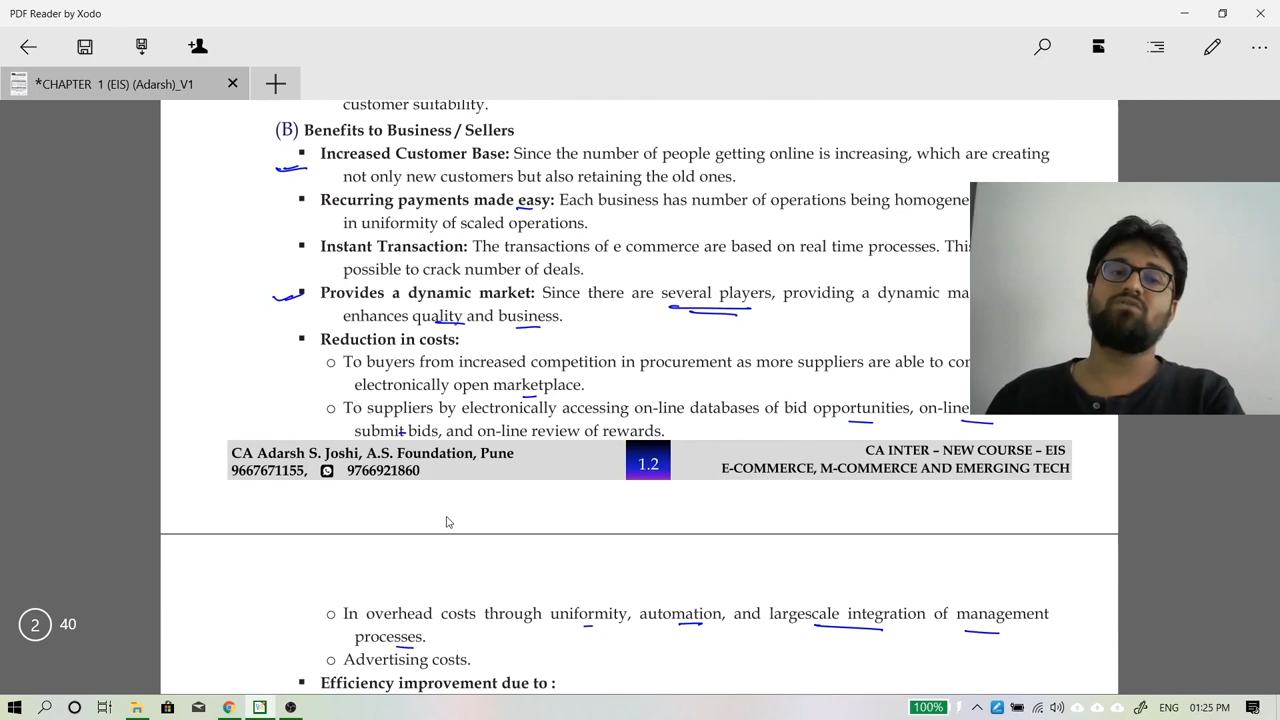 PDF Reader by Xodo
*CHAPTER 1 (EIS) (Adarsh)_V1
customer suitability.
(B) Benefits to Business / Sellers
▪ Increased Customer Base: Since the number of people getting online is increasing, which are creating
not only new customers but also retaining the old ones.
▪ Recurring payments made easy: Each business has number of operations being
in uniformity of scaled operations.
▪ Instant Transaction: The transactions of e commerce are based on real time processes.
possible to crack number of deals.
▪ Provides a dynamic market: Since there are several players, providing a dynamic
enhances quality and business.
▪ Reduction in costs:
o To buyers from increased competition in procurement as more suppliers are able to
electronically open marketplace.
o To suppliers by electronically accessing on-line databases of bid opportunities,
submit bids, and on-line review of rewards.
CA Adarsh S. Joshi, A.S. Foundation, Pune
9667671155, 9766921860
1.2
CA INTER – NEW COURSE – EIS
E-COMMERCE, M-COMMERCE AND EMERGING TECH
o In overhead costs through uniformity, automation, and largescale integration of management
processes.
o Advertising costs.
▪ Efficiency improvement due to :
2 40
100% ENG 01:25 PM